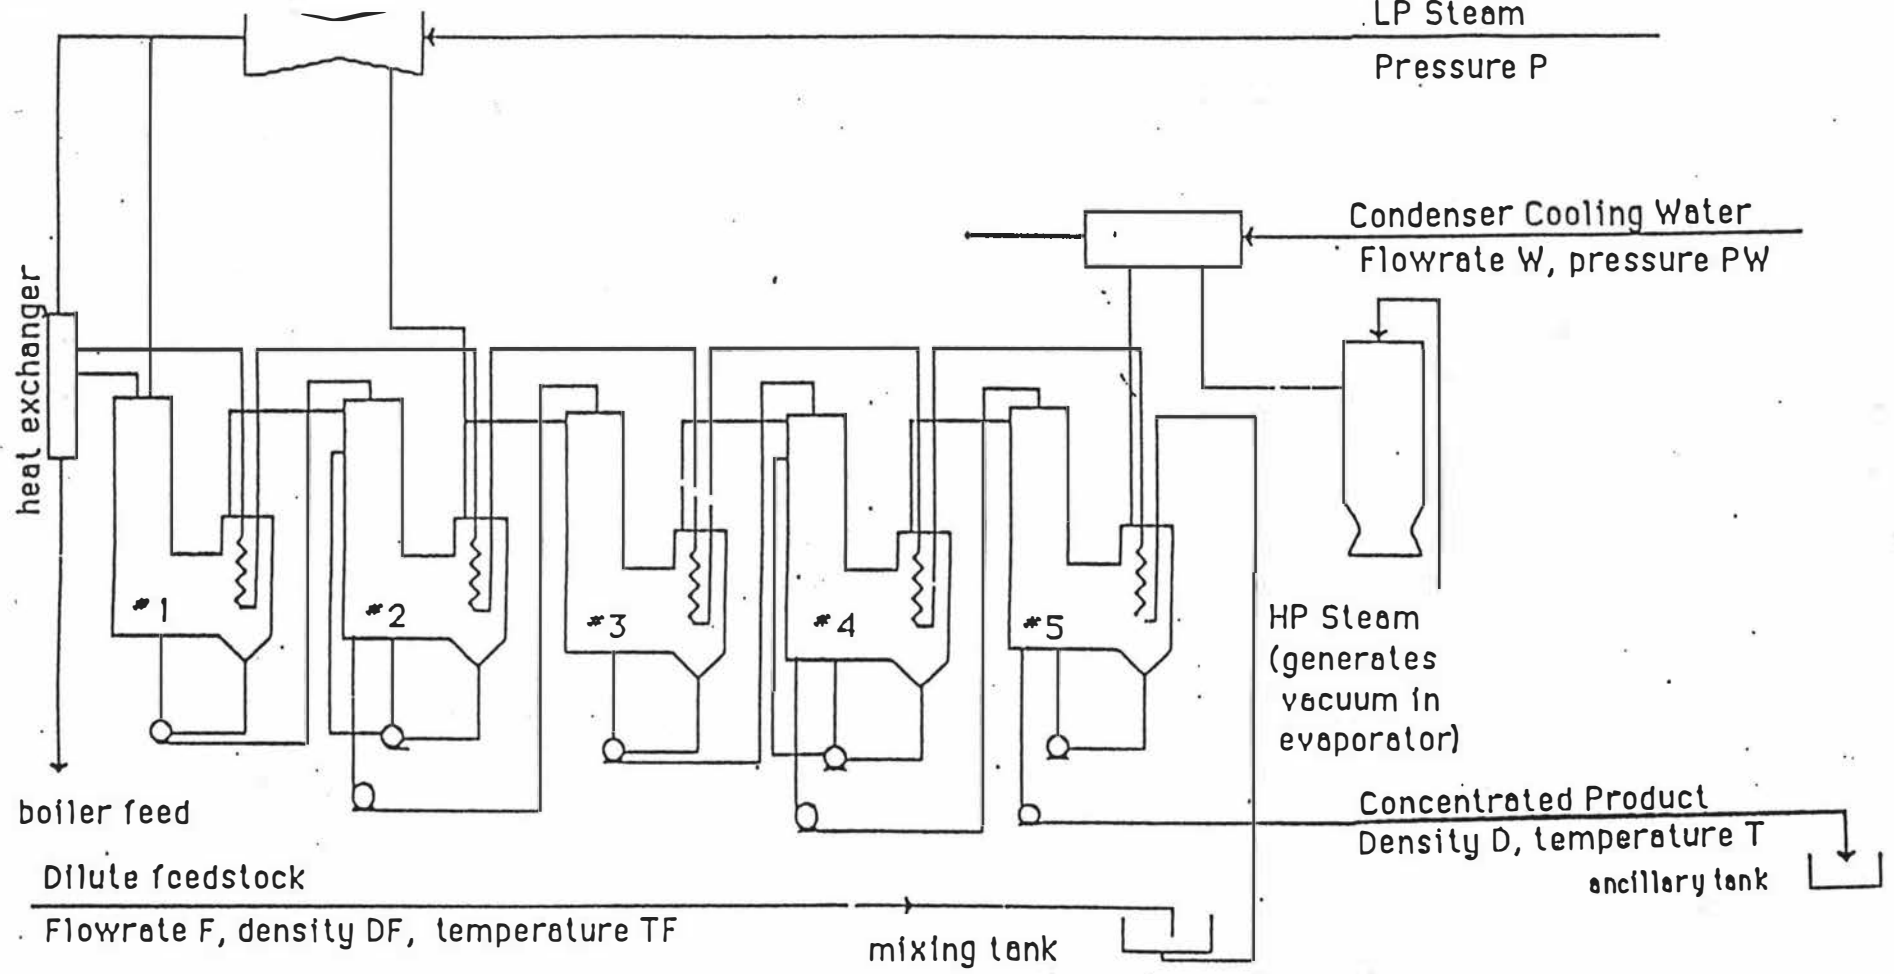 LP Steam
Pressure P
Condenser Cooling Water
Flowrate W, pressure PW
heat exchanger
#1
#2
#3
#4
#5
HP Steam
(generates
vacuum in
evaporator)
boiler feed
Concentrated Product
Density D, temperature T
ancillary tank
Dilute feedstock
Flowrate F, density DF, temperature TF
mixing tank